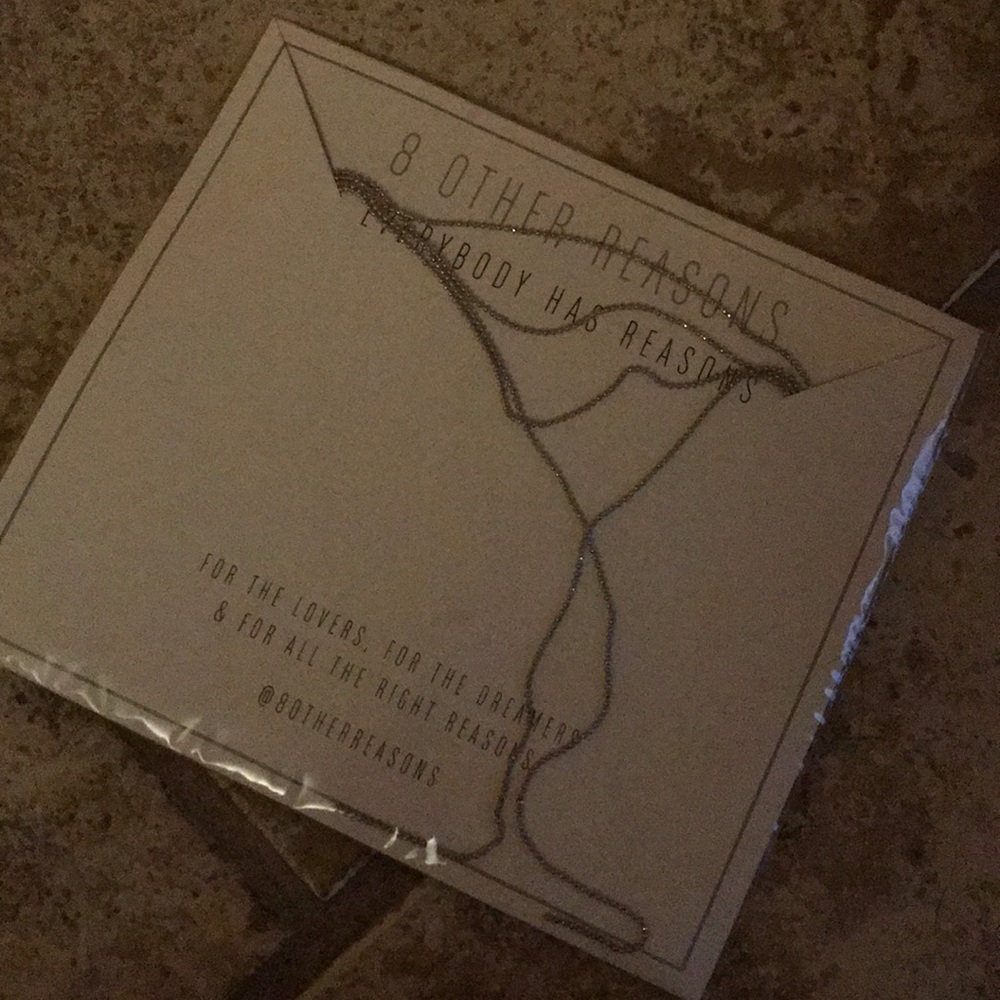 8 OTHER REASONS
EVERYBODY HAS REASONS
FOR THE LOVERS, FOR THE DREAMERS
& FOR ALL THE RIGHT REASONS
@8OTHERREASONS